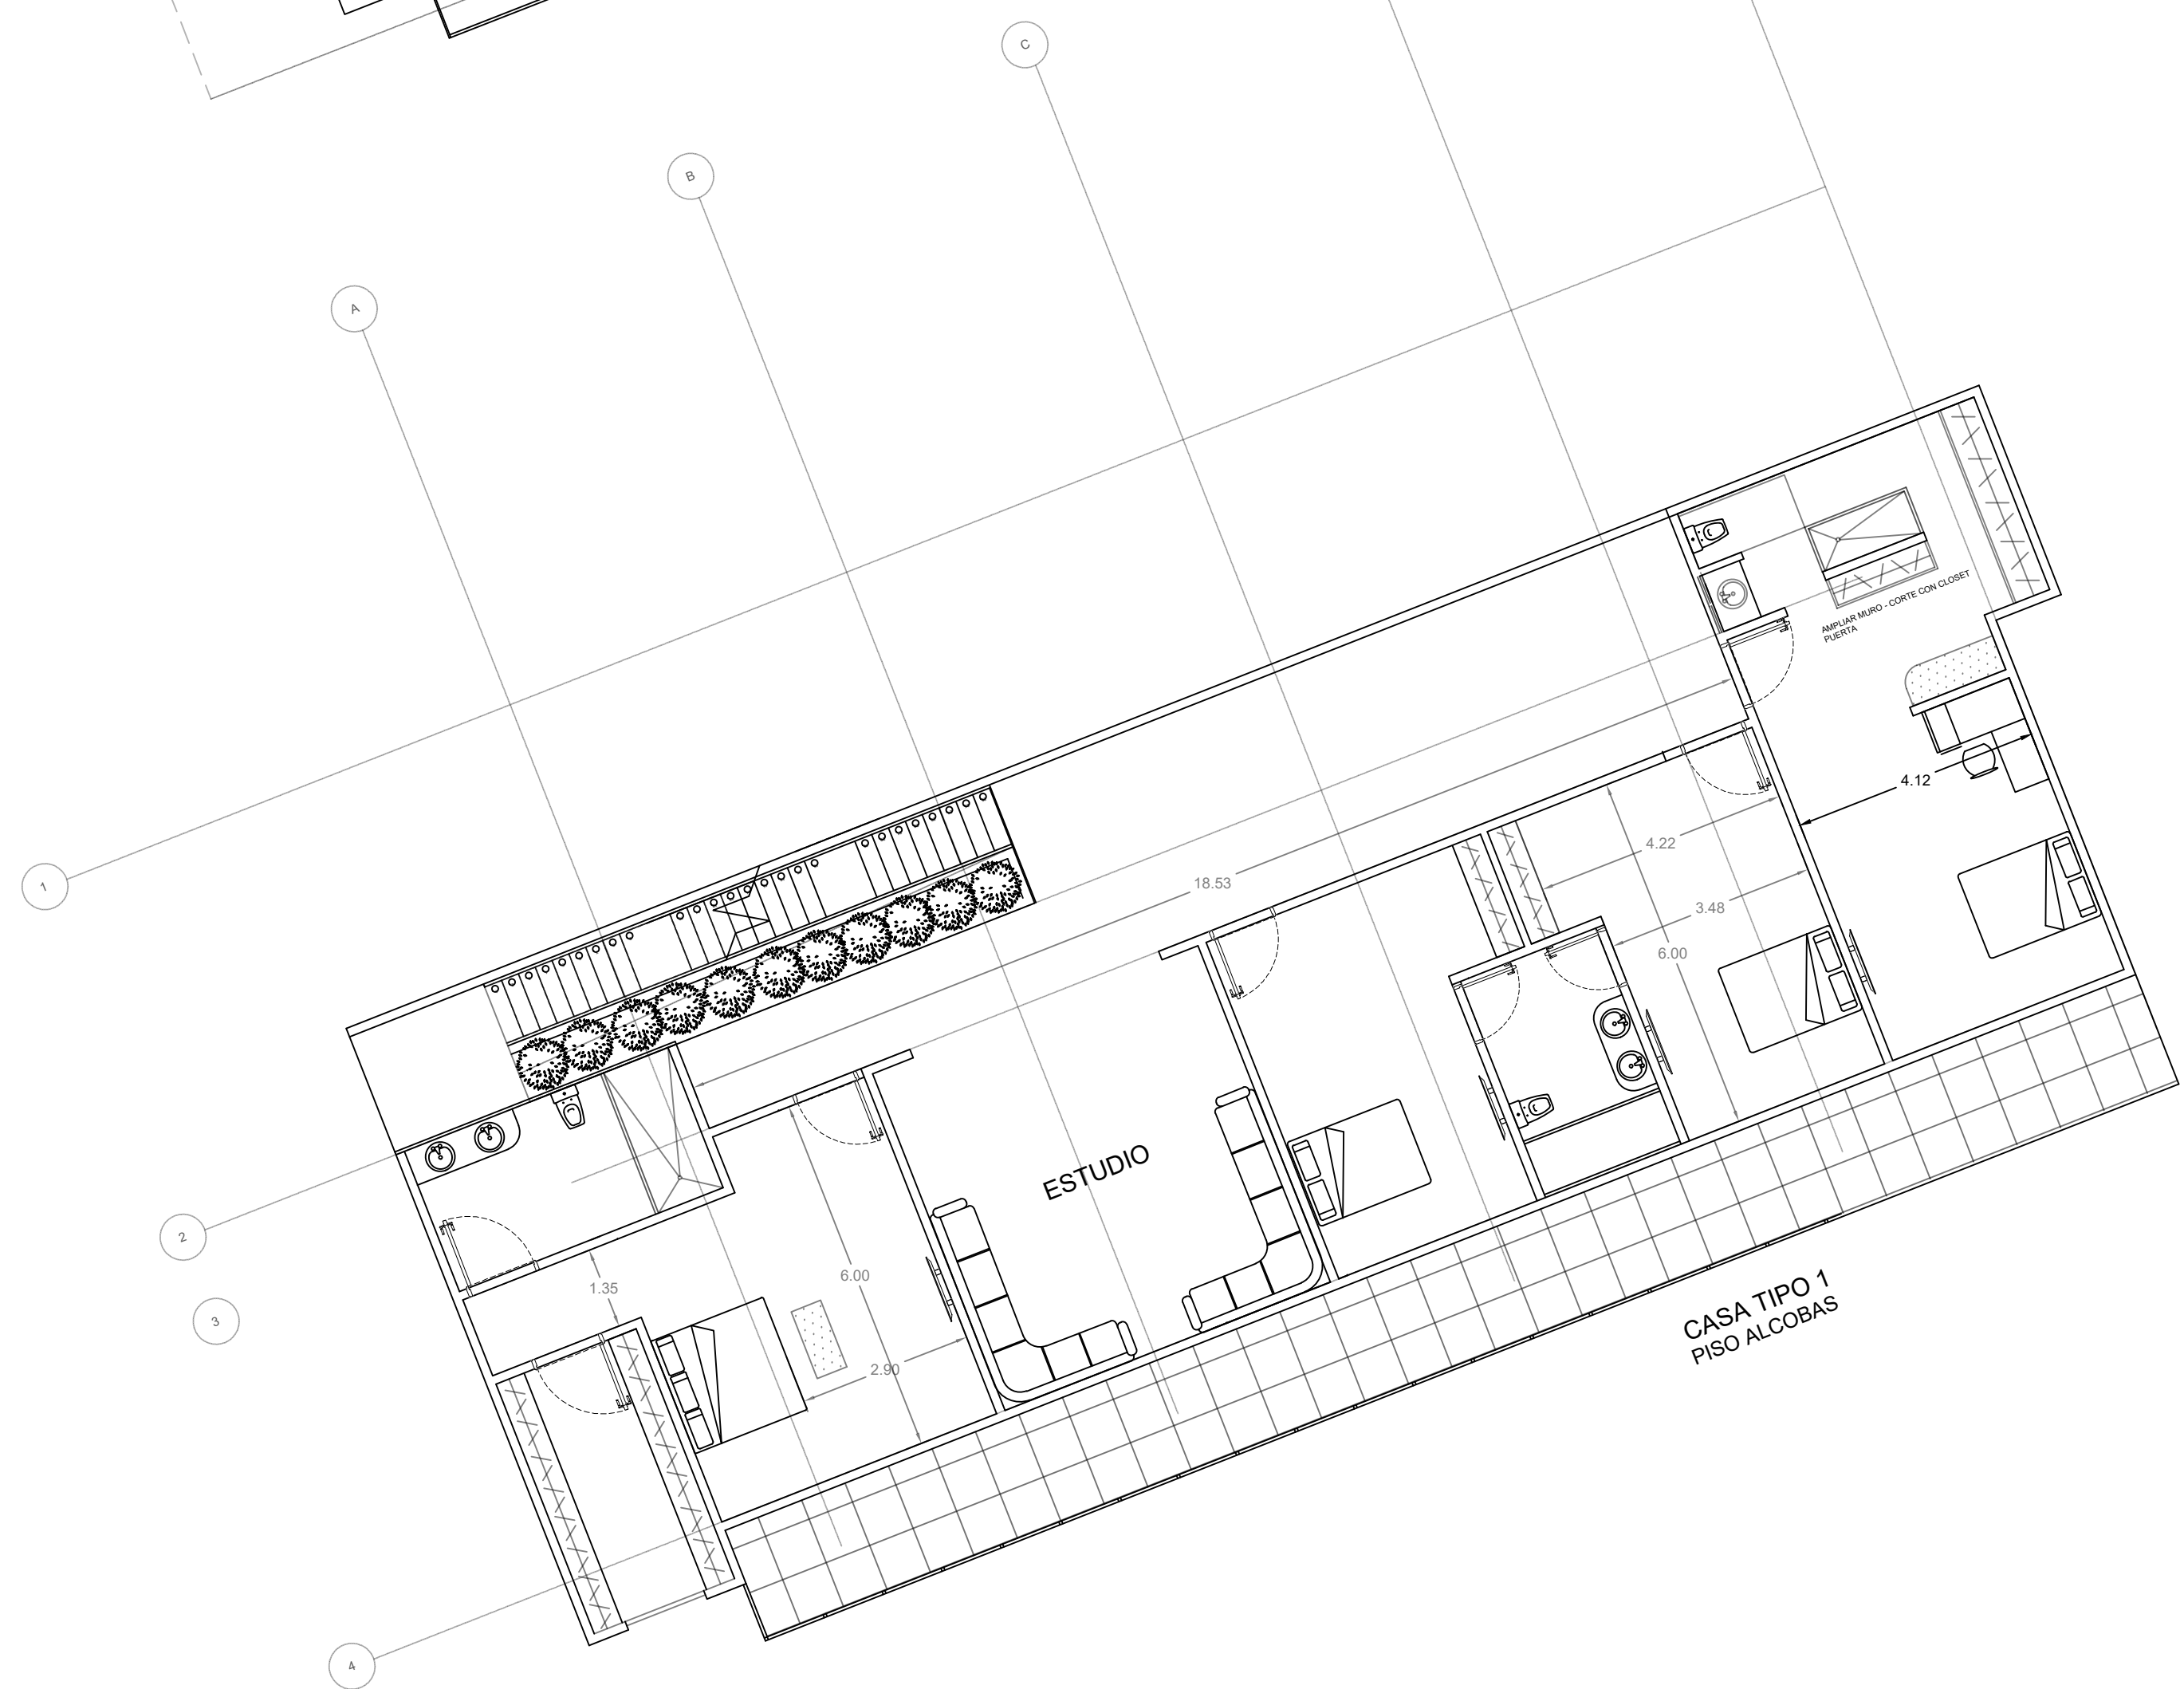 C
B
A
1
AMPLIAR MURO - CORTE CON CLOSET
PUERTA
4.12
4.22
18.53
3.48
6.00
ESTUDIO
2
3
1.35
6.00
2.90
CASA TIPO 1
PISO ALCOBAS
4